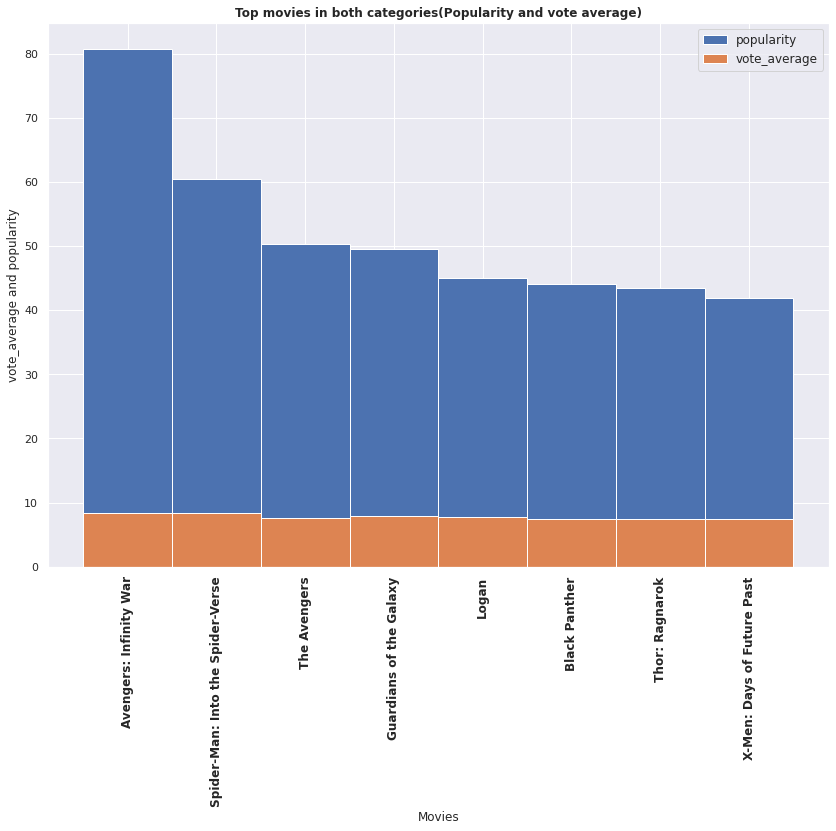 Top movies in both categories(Popularity and vote average)
popularity
vote_average
vote_average and popularity
80
70
60
50
40
30
20
10
0
Avengers: Infinity War
Spider-Man: Into the Spider-Verse
The Avengers
Guardians of the Galaxy
Logan
Black Panther
Thor: Ragnarok
X-Men: Days of Future Past
Movies